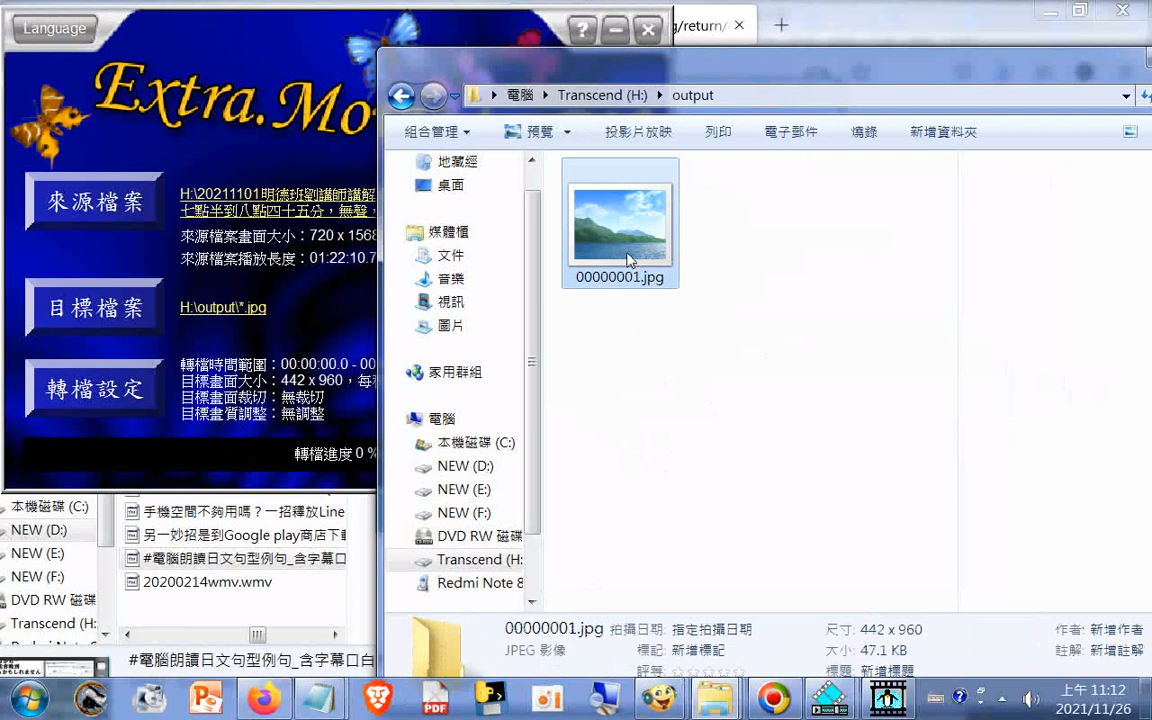 Language
?
g/return/
Extra.Mo
來源檔案
H:\20211101明德班劉講師講解
七點半到八點四十五分，無聲，
來源檔案畫面大小：720 x 1568
來源檔案播放長度：01:22:10.7
目標檔案
H:\output\*.jpg
轉檔設定
轉檔時間範圍：00:00:00.0 - 00
目標畫面大小：442 x 960，每
目標畫面裁切：無裁切
目標畫質調整：無調整
轉檔進度 0 %
電腦
Transcend (H:)
output
組合管理
預覽
投影片放映
列印
電子郵件
燒錄
新增資料夾
地藏經
桌面
媒體櫃
文件
音樂
視訊
圖片
家用群組
電腦
本機磁碟 (C:)
NEW (D:)
NEW (E:)
NEW (F:)
DVD RW 磁碟
Transcend (H:
Redmi Note 8
00000001.jpg
本機磁碟 (C:)
NEW (D:)
NEW (E:)
NEW (F:)
DVD RW 磁碟
Transcend (H:
Redmi Note 8
手機空間不夠用嗎？一招釋放Line
另一妙招是到Google play商店下載
#電腦朗讀日文句型例句_含字幕口
20200214wmv.wmv
#電腦朗讀日文句型例句_含字幕口白
00000001.jpg
JPEG 影像
拍攝日期: 指定拍攝日期
標記: 新增標記
評等:
尺寸: 442 x 960
大小: 47.1 KB
標題: 新增標題
作者: 新增作者
註解: 新增註解
PDF
上午 11:12
2021/11/26